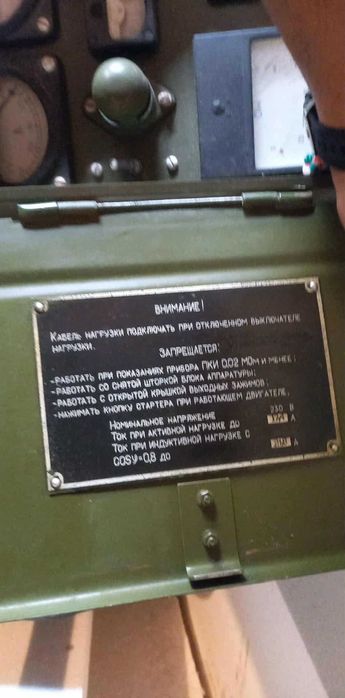 ВНИМАНИЕ!
КАБЕЛЬ НАГРУЗКИ ПОДКЛЮЧАТЬ ПРИ ОТКЛЮЧЕННОМ ВЫКЛЮЧАТЕЛЕ
НАГРУЗКИ.
ЗАПРЕЩАЕТСЯ:
-РАБОТАТЬ ПРИ ПОКАЗАНИЯХ ПРИБОРА ПКИ 0,02 МОм И МЕНЕЕ;
-РАБОТАТЬ СО СНЯТОЙ ШТОРКОЙ БЛОКА АППАРАТУРЫ;
-РАБОТАТЬ С ОТКРЫТОЙ КРЫШКОЙ ВЫХОДНЫХ ЗАЖИМОВ;
-НАЖИМАТЬ КНОПКУ СТАРТЕРА ПРИ РАБОТАЮЩЕМ ДВИГАТЕЛЕ.
НОМИНАЛЬНОЕ НАПРЯЖЕНИЕ 230 В
ТОК ПРИ АКТИВНОЙ НАГРУЗКЕ ДО А
ТОК ПРИ ИНДУКТИВНОЙ НАГРУЗКЕ С А
COSφ=0,8 ДО